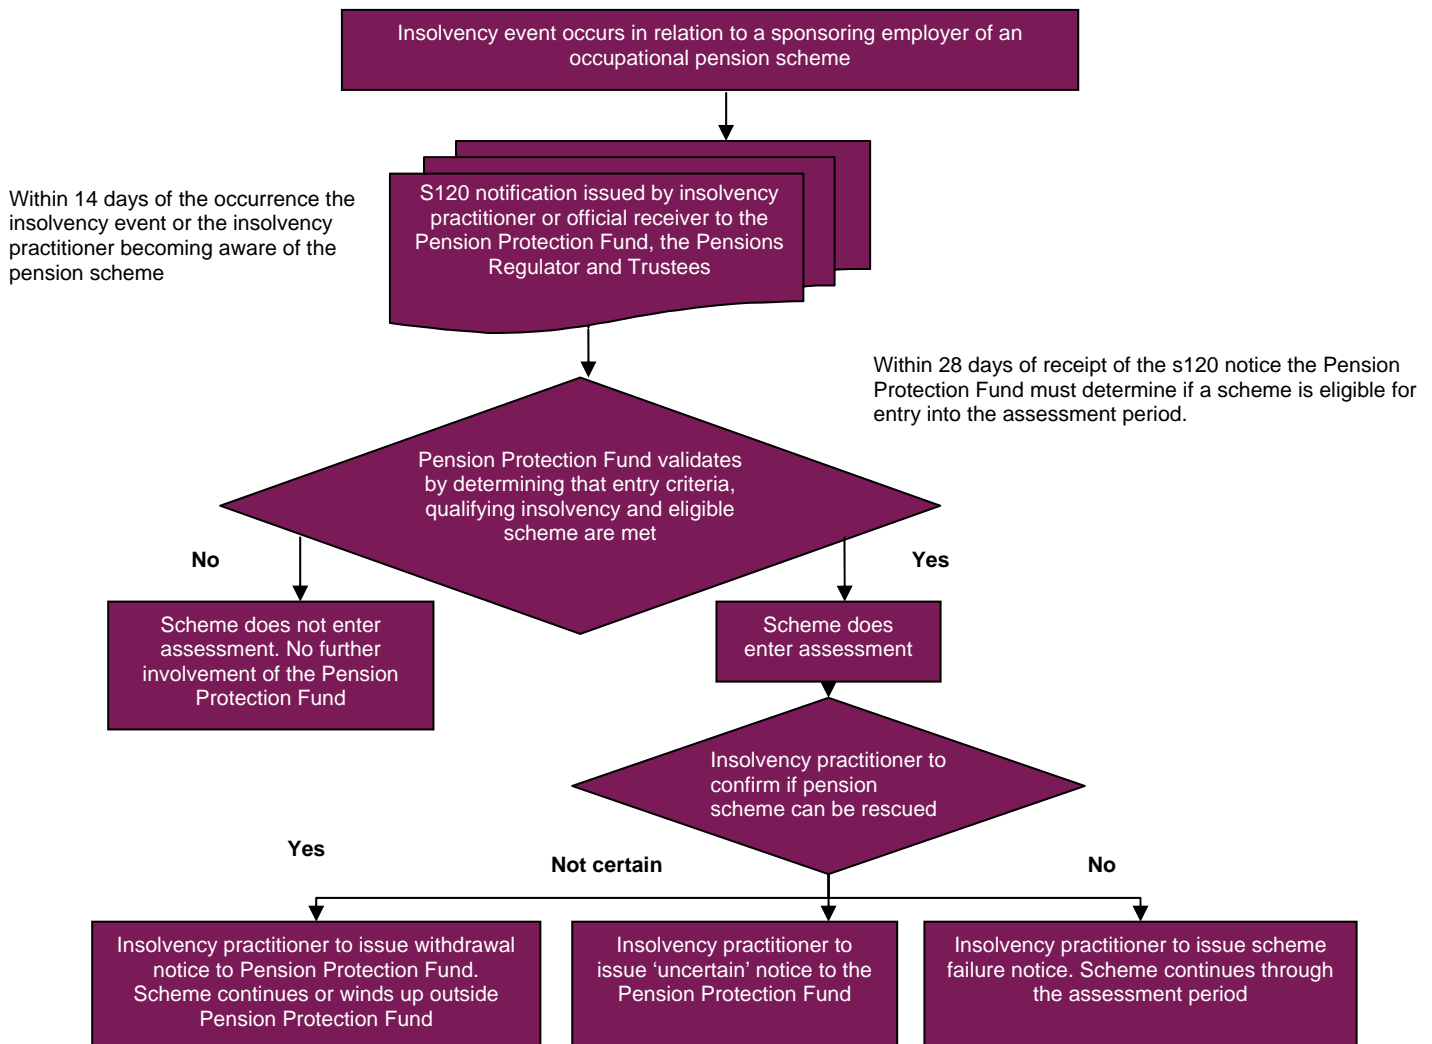 Insolvency event occurs in relation to a sponsoring employer of an
occupational pension scheme
Within 14 days of the occurrence the
insolvency event or the insolvency
practitioner becoming aware of the
pension scheme
S120 notification issued by insolvency
practitioner or official receiver to the
Pension Protection Fund, the Pensions
Regulator and Trustees
Within 28 days of receipt of the s120 notice the Pension
Protection Fund must determine if a scheme is eligible for
entry into the assessment period.
Pension Protection Fund validates
by determining that entry criteria,
qualifying insolvency and eligible
scheme are met
No
Yes
Scheme does not enter
assessment. No further
involvement of the Pension
Protection Fund
Scheme does
enter assessment
Insolvency practitioner to
confirm if pension
scheme can be rescued
Yes
Not certain
No
Insolvency practitioner to issue withdrawal
notice to Pension Protection Fund.
Scheme continues or winds up outside
Pension Protection Fund
Insolvency practitioner to
issue ‘uncertain’ notice to the
Pension Protection Fund
Insolvency practitioner to issue scheme
failure notice. Scheme continues through
the assessment period